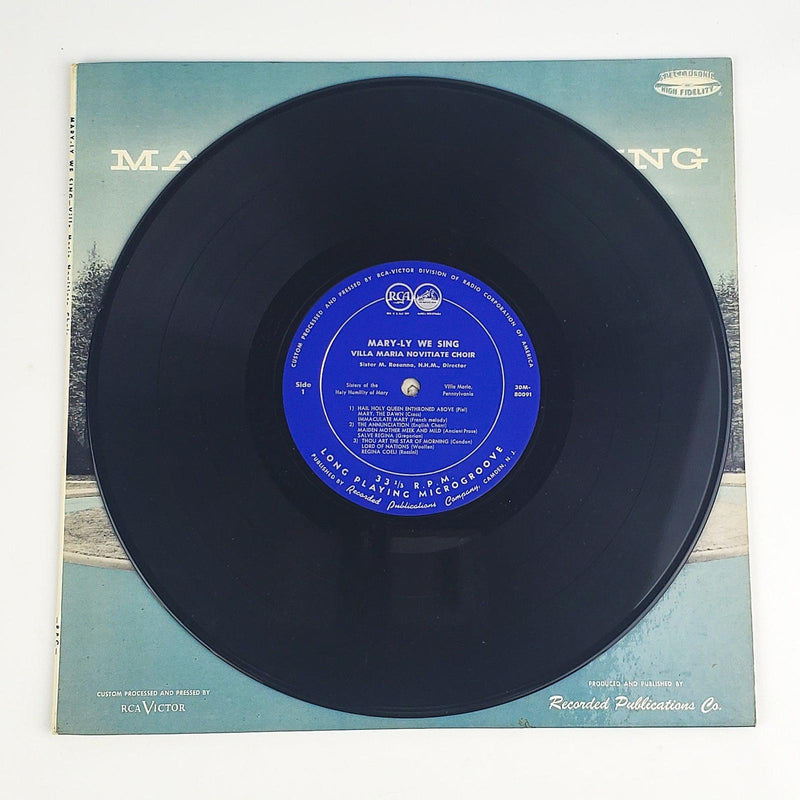 SPECTROSONIC
HIGH FIDELITY
MA ING
MARY-LY WE SING
CUSTOM PROCESSED AND PRESSED BY RCA-VICTOR DIVISION OF RADIO CORPORATION OF AMERICA
RCA
MARY-LY WE SING
VILLA MARIA NOVITIATE CHOIR
Sister M. Rosanna, H.H.M., Director
Side
1
Sisters of the
Holy Humility of Mary
Villa Maria,
Pennsylvania
30M-
80091
1) HAIL HOLY QUEEN ENTHRONED ABOVE (Piel)
MARY, THE DAWN (Cross)
IMMACULATE MARY (French melody)
2) THE ANNUNCIATION (English Chant)
MAIDEN MOTHER MEEK AND MILD (Ancient Prose)
SALVE REGINA (Gregorian)
3) THOU ART THE STAR OF MORNING (Condon)
LORD OF NATIONS (Woollen)
REGINA COELI (Rossini)
33 1/3 R.P.M.
LONG PLAYING MICROGROOVE
PUBLISHED BY Recorded Publications Company, CAMDEN, N. J.
CUSTOM PROCESSED AND PRESSED BY
RCA VICTOR
PRODUCED AND PUBLISHED BY
Recorded Publications Co.